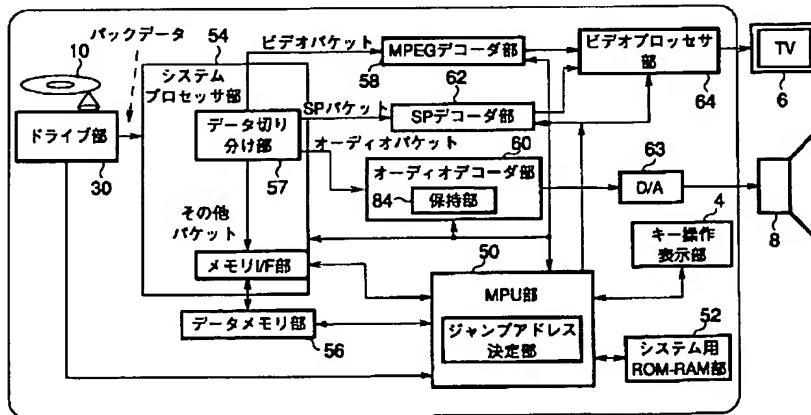 10
パックデータ
ドライブ部
30
54
システム
プロセッサ部
データ切り
分け部
57
ビデオパケット
SPパケット
オーディオパケット
その他
パケット
メモリI/F部
データメモリ部
56
MPEGデコーダ部
58
62
SPデコーダ部
60
オーディオデコーダ部
84
保持部
ビデオプロッセサ部
64
TV
6
63
D/A
8
4
キー操作
表示部
50
MPU部
ジャンプアドレス
決定部
52
システム用
ROM-RAM部